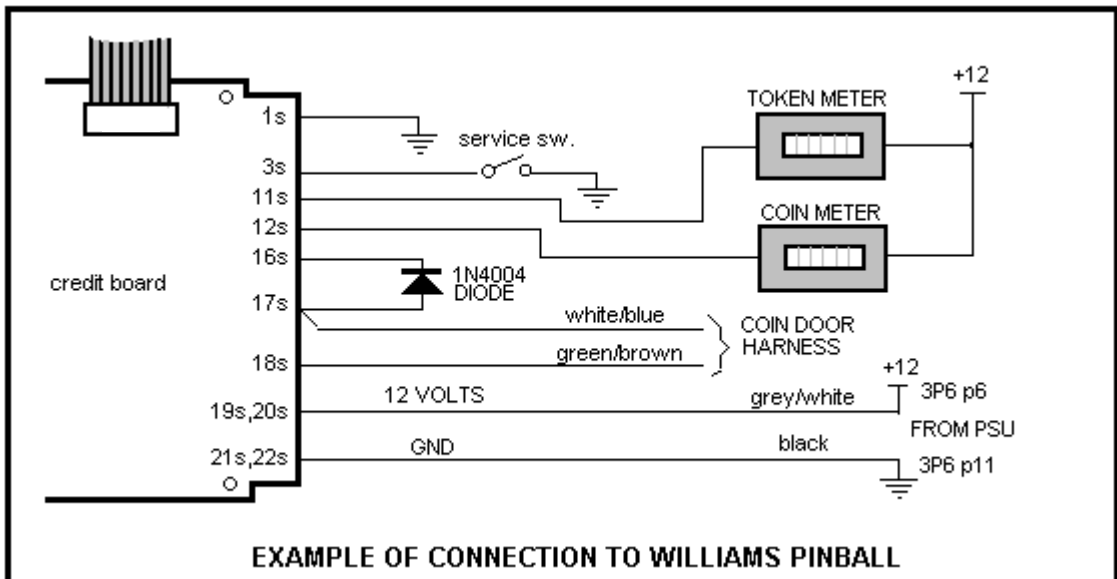 +12
TOKEN METER
1s
service sw.
3s
11s
COIN METER
12s
16s
1N4004
DIODE
credit board
17s
white/blue
COIN DOOR
HARNESS
green/brown
18s
+12
3P6 p6
12 VOLTS
grey/white
19s,20s
FROM PSU
GND
black
21s,22s
3P6 p11
EXAMPLE OF CONNECTION TO WILLIAMS PINBALL